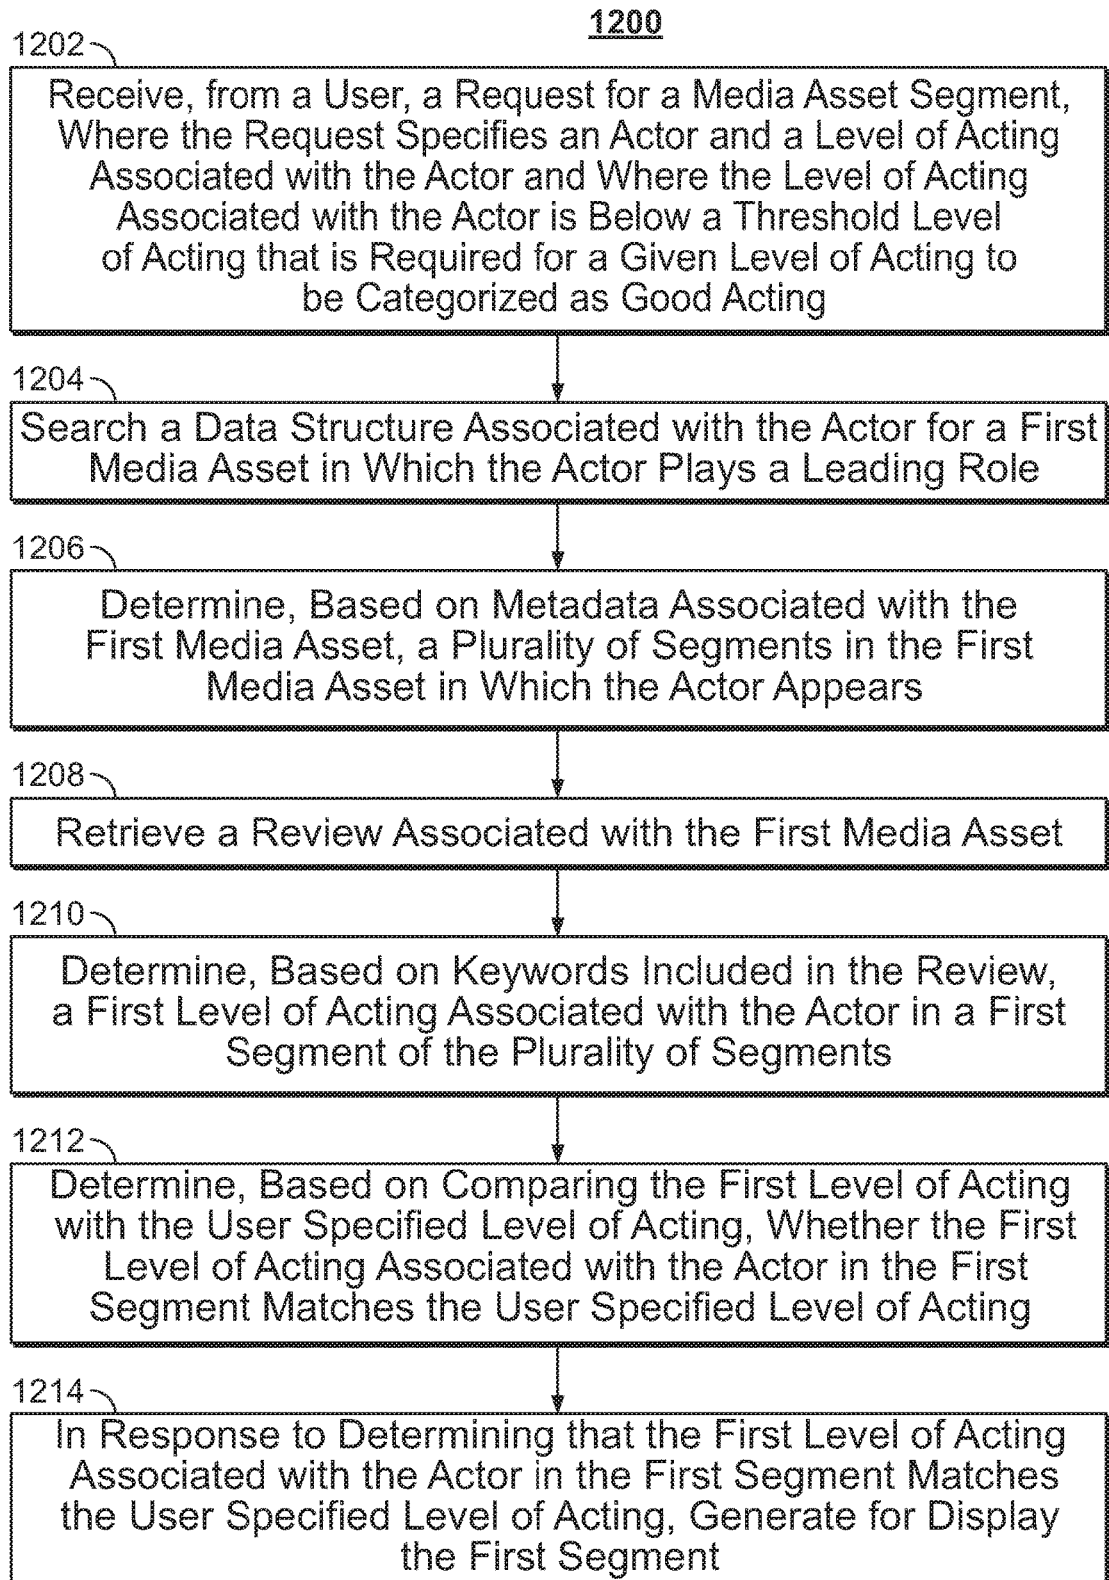 1200
1202
Receive, from a User, a Request for a Media Asset Segment,
Where the Request Specifies an Actor and a Level of Acting
Associated with the Actor and Where the Level of Acting
Associated with the Actor is Below a Threshold Level
of Acting that is Required for a Given Level of Acting to
be Categorized as Good Acting
1204
Search a Data Structure Associated with the Actor for a First
Media Asset in Which the Actor Plays a Leading Role
1206
Determine, Based on Metadata Associated with the
First Media Asset, a Plurality of Segments in the First
Media Asset in Which the Actor Appears
1208
Retrieve a Review Associated with the First Media Asset
1210
Determine, Based on Keywords Included in the Review,
a First Level of Acting Associated with the Actor in a First
Segment of the Plurality of Segments
1212
Determine, Based on Comparing the First Level of Acting
with the User Specified Level of Acting, Whether the First
Level of Acting Associated with the Actor in the First
Segment Matches the User Specified Level of Acting
1214
In Response to Determining that the First Level of Acting
Associated with the Actor in the First Segment Matches
the User Specified Level of Acting, Generate for Display
the First Segment